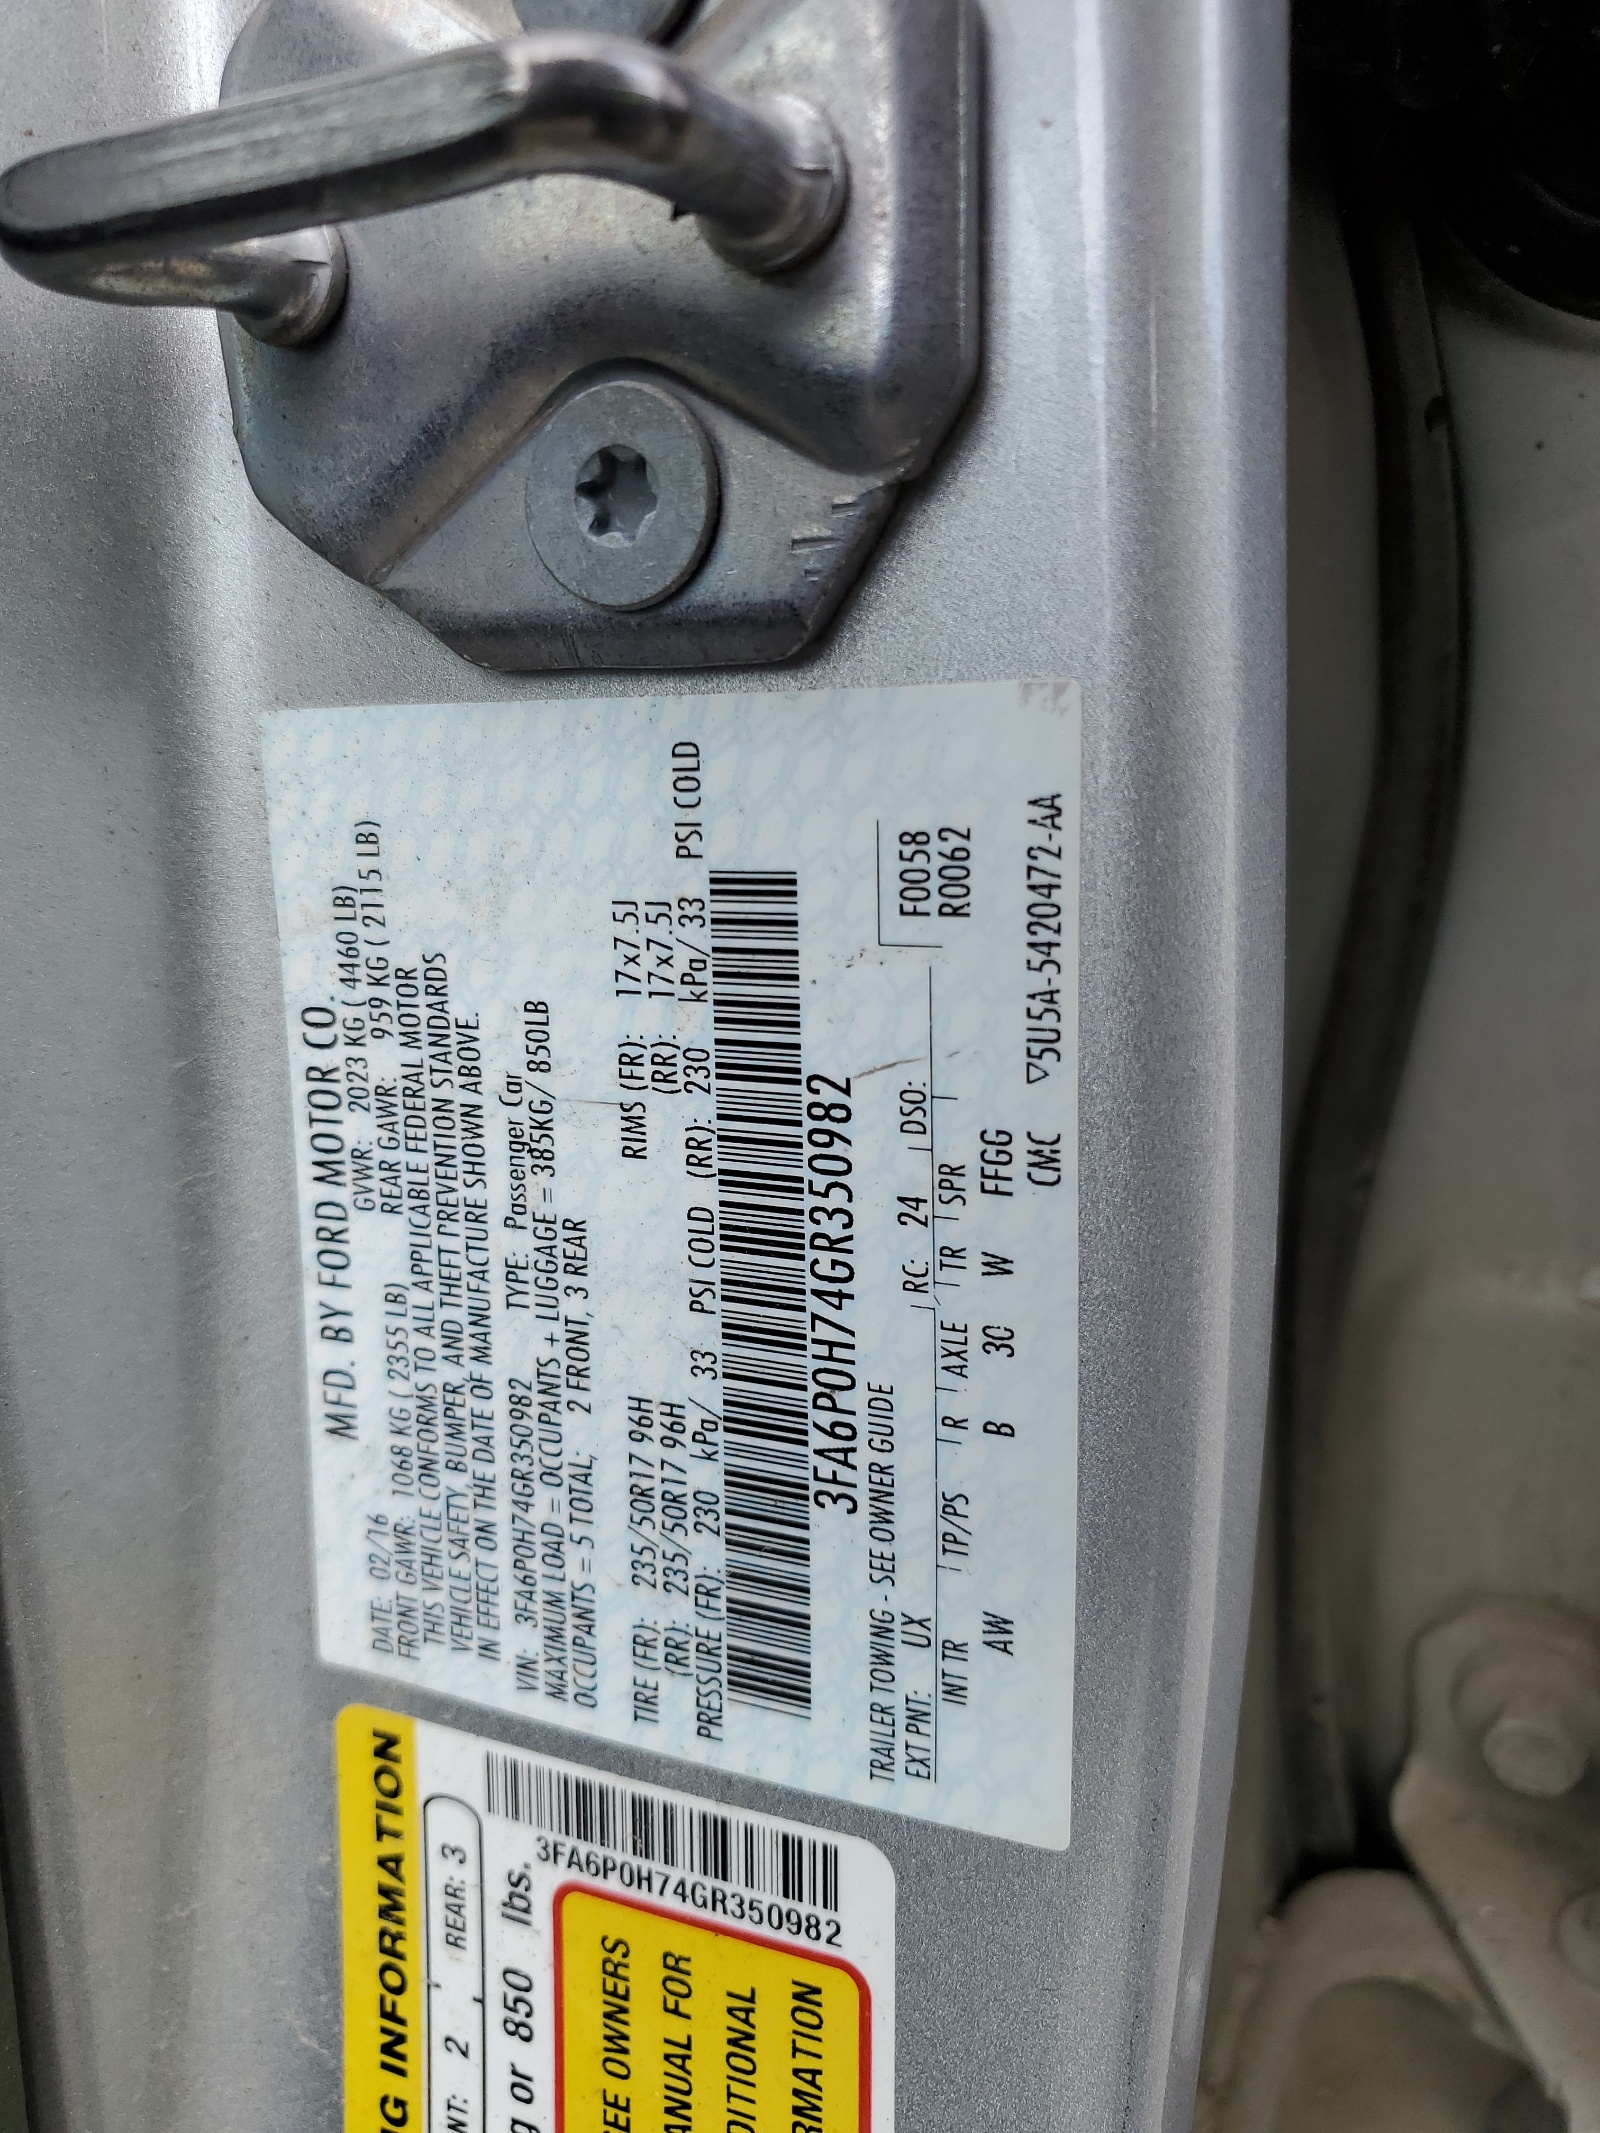 MFD. BY FORD MOTOR CO.
DATE: 02/16 GVWR: 2023 KG ( 4460 LB)
FRONT GAWR: 1068 KG ( 2355 LB) REAR GAWR: 959 KG ( 2115 LB)
THIS VEHICLE CONFORMS TO ALL APPLICABLE FEDERAL MOTOR
VEHICLE SAFETY, BUMPER, AND THEFT PREVENTION STANDARDS
IN EFFECT ON THE DATE OF MANUFACTURE SHOWN ABOVE.
VIN: 3FA6P0H74GR350982 TYPE: Passenger Car
MAXIMUM LOAD = OCCUPANTS + LUGGAGE = 385KG/ 850LB
OCCUPANTS = 5 TOTAL; 2 FRONT, 3 REAR
TIRE (FR): 235/50R17 96H RIMS (FR): 17x7.5J
(RR): 235/50R17 96H (RR): 17x7.5J
PRESSURE (FR): 230 kPa/ 33 PSI COLD (RR): 230 kPa/ 33 PSI COLD
3FA6P0H74GR350982
TRAILER TOWING - SEE OWNER GUIDE
EXT PNT: UX RC: 24 DSO: F0058
R0062
INT TR TP/PS R AXLE TR SPR
AW B 30 W FFGG
CMC ▽5U5A-5420472-AA
NG INFORMATION
NT: 2 REAR: 3
g or 850 lbs.
3FA6P0H74GR350982
SEE OWNERS
ANUAL FOR
DITIONAL
RMATION